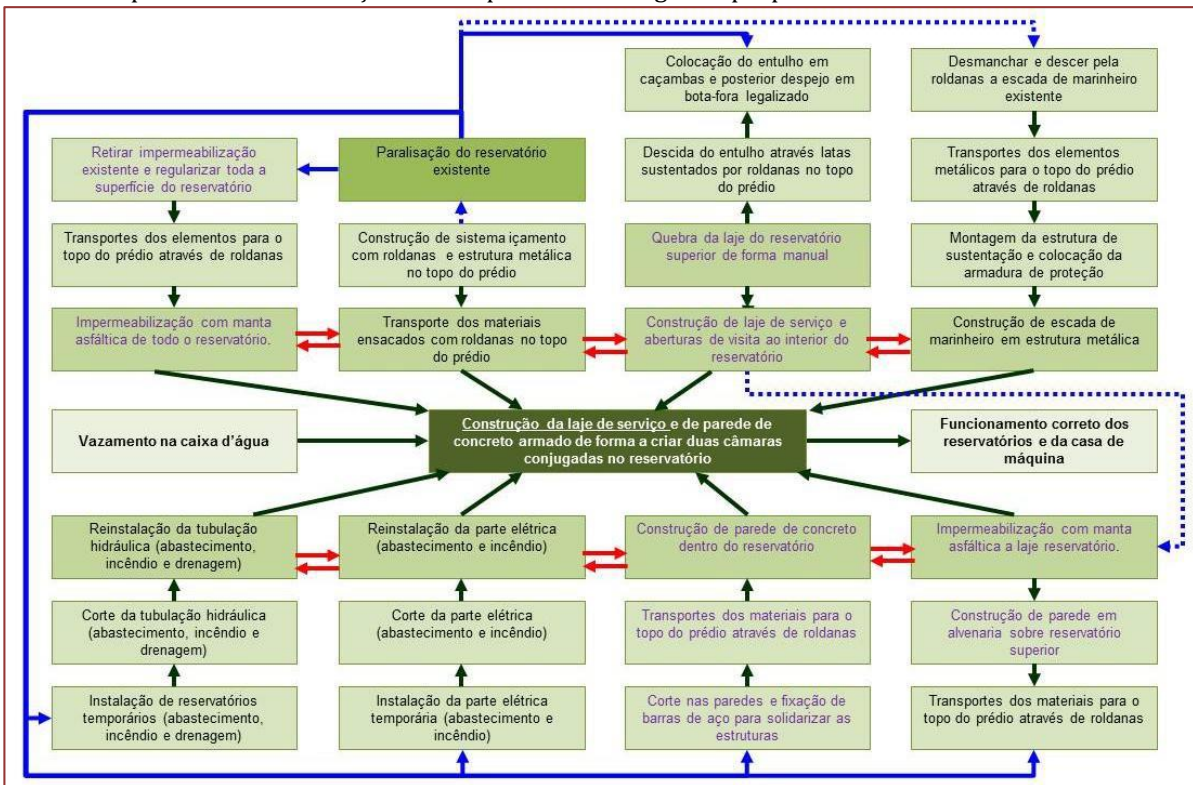 Colocação do entulho em
caçambas e posterior despejo em
bota-fora legalizado
Desmanchar e descer pela
roldanas a escada de marinheiro
existente
Retirar impermeabilização
existente e regularizar toda a
superfície do reservatório
Paralisação do reservatório
existente
Descida do entulho através latas
sustentados por roldanas no topo
do prédio
Transportes dos elementos
metálicos para o topo do prédio
através de roldanas
Transportes dos elementos para o
topo do prédio através de roldanas
Construção de sistema içamento
com roldanas e estrutura metálica
no topo do prédio
Quebra da laje do reservatório
superior de forma manual
Montagem da estrutura de
sustentação e colocação da
armadura de proteção
Impermeabilização com manta
asfáltica de todo o reservatório.
Transporte dos materiais
ensacados com roldanas no topo
do prédio
Construção de laje de serviço e
aberturas de visita ao interior do
reservatório
Construção de escada de
marinheiro em estrutura metálica
Vazamento na caixa d'água
Construção da laje de serviço e de parede de
concreto armado de forma a criar duas câmaras
conjugadas no reservatório
Funcionamento correto dos
reservatórios e da casa de
máquina
Reinstalação da tubulação
hidráulica (abastecimento,
incêndio e drenagem)
Reinstalação da parte elétrica
(abastecimento e incêndio)
Construção de parede de concreto
dentro do reservatório
Impermeabilização com manta
asfáltica a laje reservatório.
Corte da tubulação hidráulica
(abastecimento, incêndio e
drenagem)
Corte da parte elétrica
(abastecimento e incêndio)
Transportes dos materiais para o
topo do prédio através de roldanas
Construção de parede em
alvenaria sobre reservatório
superior
Instalação de reservatórios
temporários (abastecimento,
incêndio e drenagem)
Instalação da parte elétrica
temporária (abastecimento e
incêndio)
Corte nas paredes e fixação de
barras de aço para solidarizar as
estruturas
Transportes dos materiais para o
topo do prédio através de roldanas